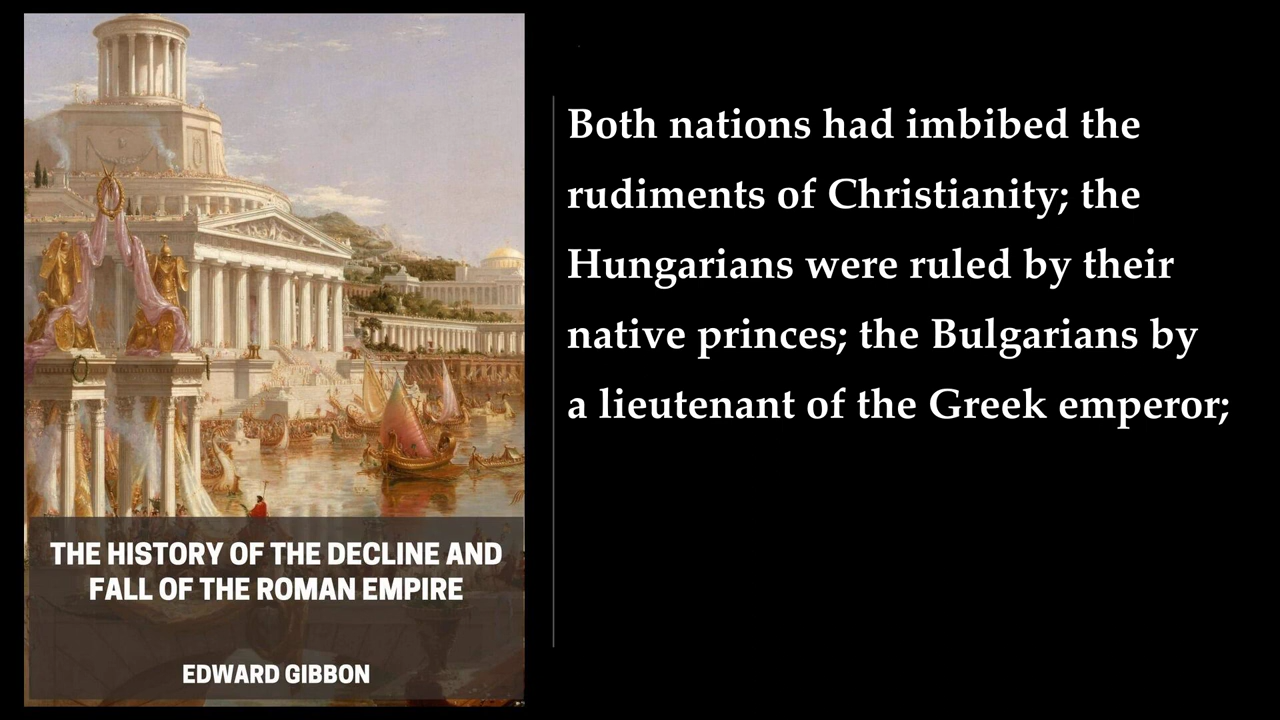 Both nations had imbibed the
rudiments of Christianity; the
Hungarians were ruled by their
native princes; the Bulgarians by
a lieutenant of the Greek emperor;
THE HISTORY OF THE DECLINE AND
FALL OF THE ROMAN EMPIRE
EDWARD GIBBON